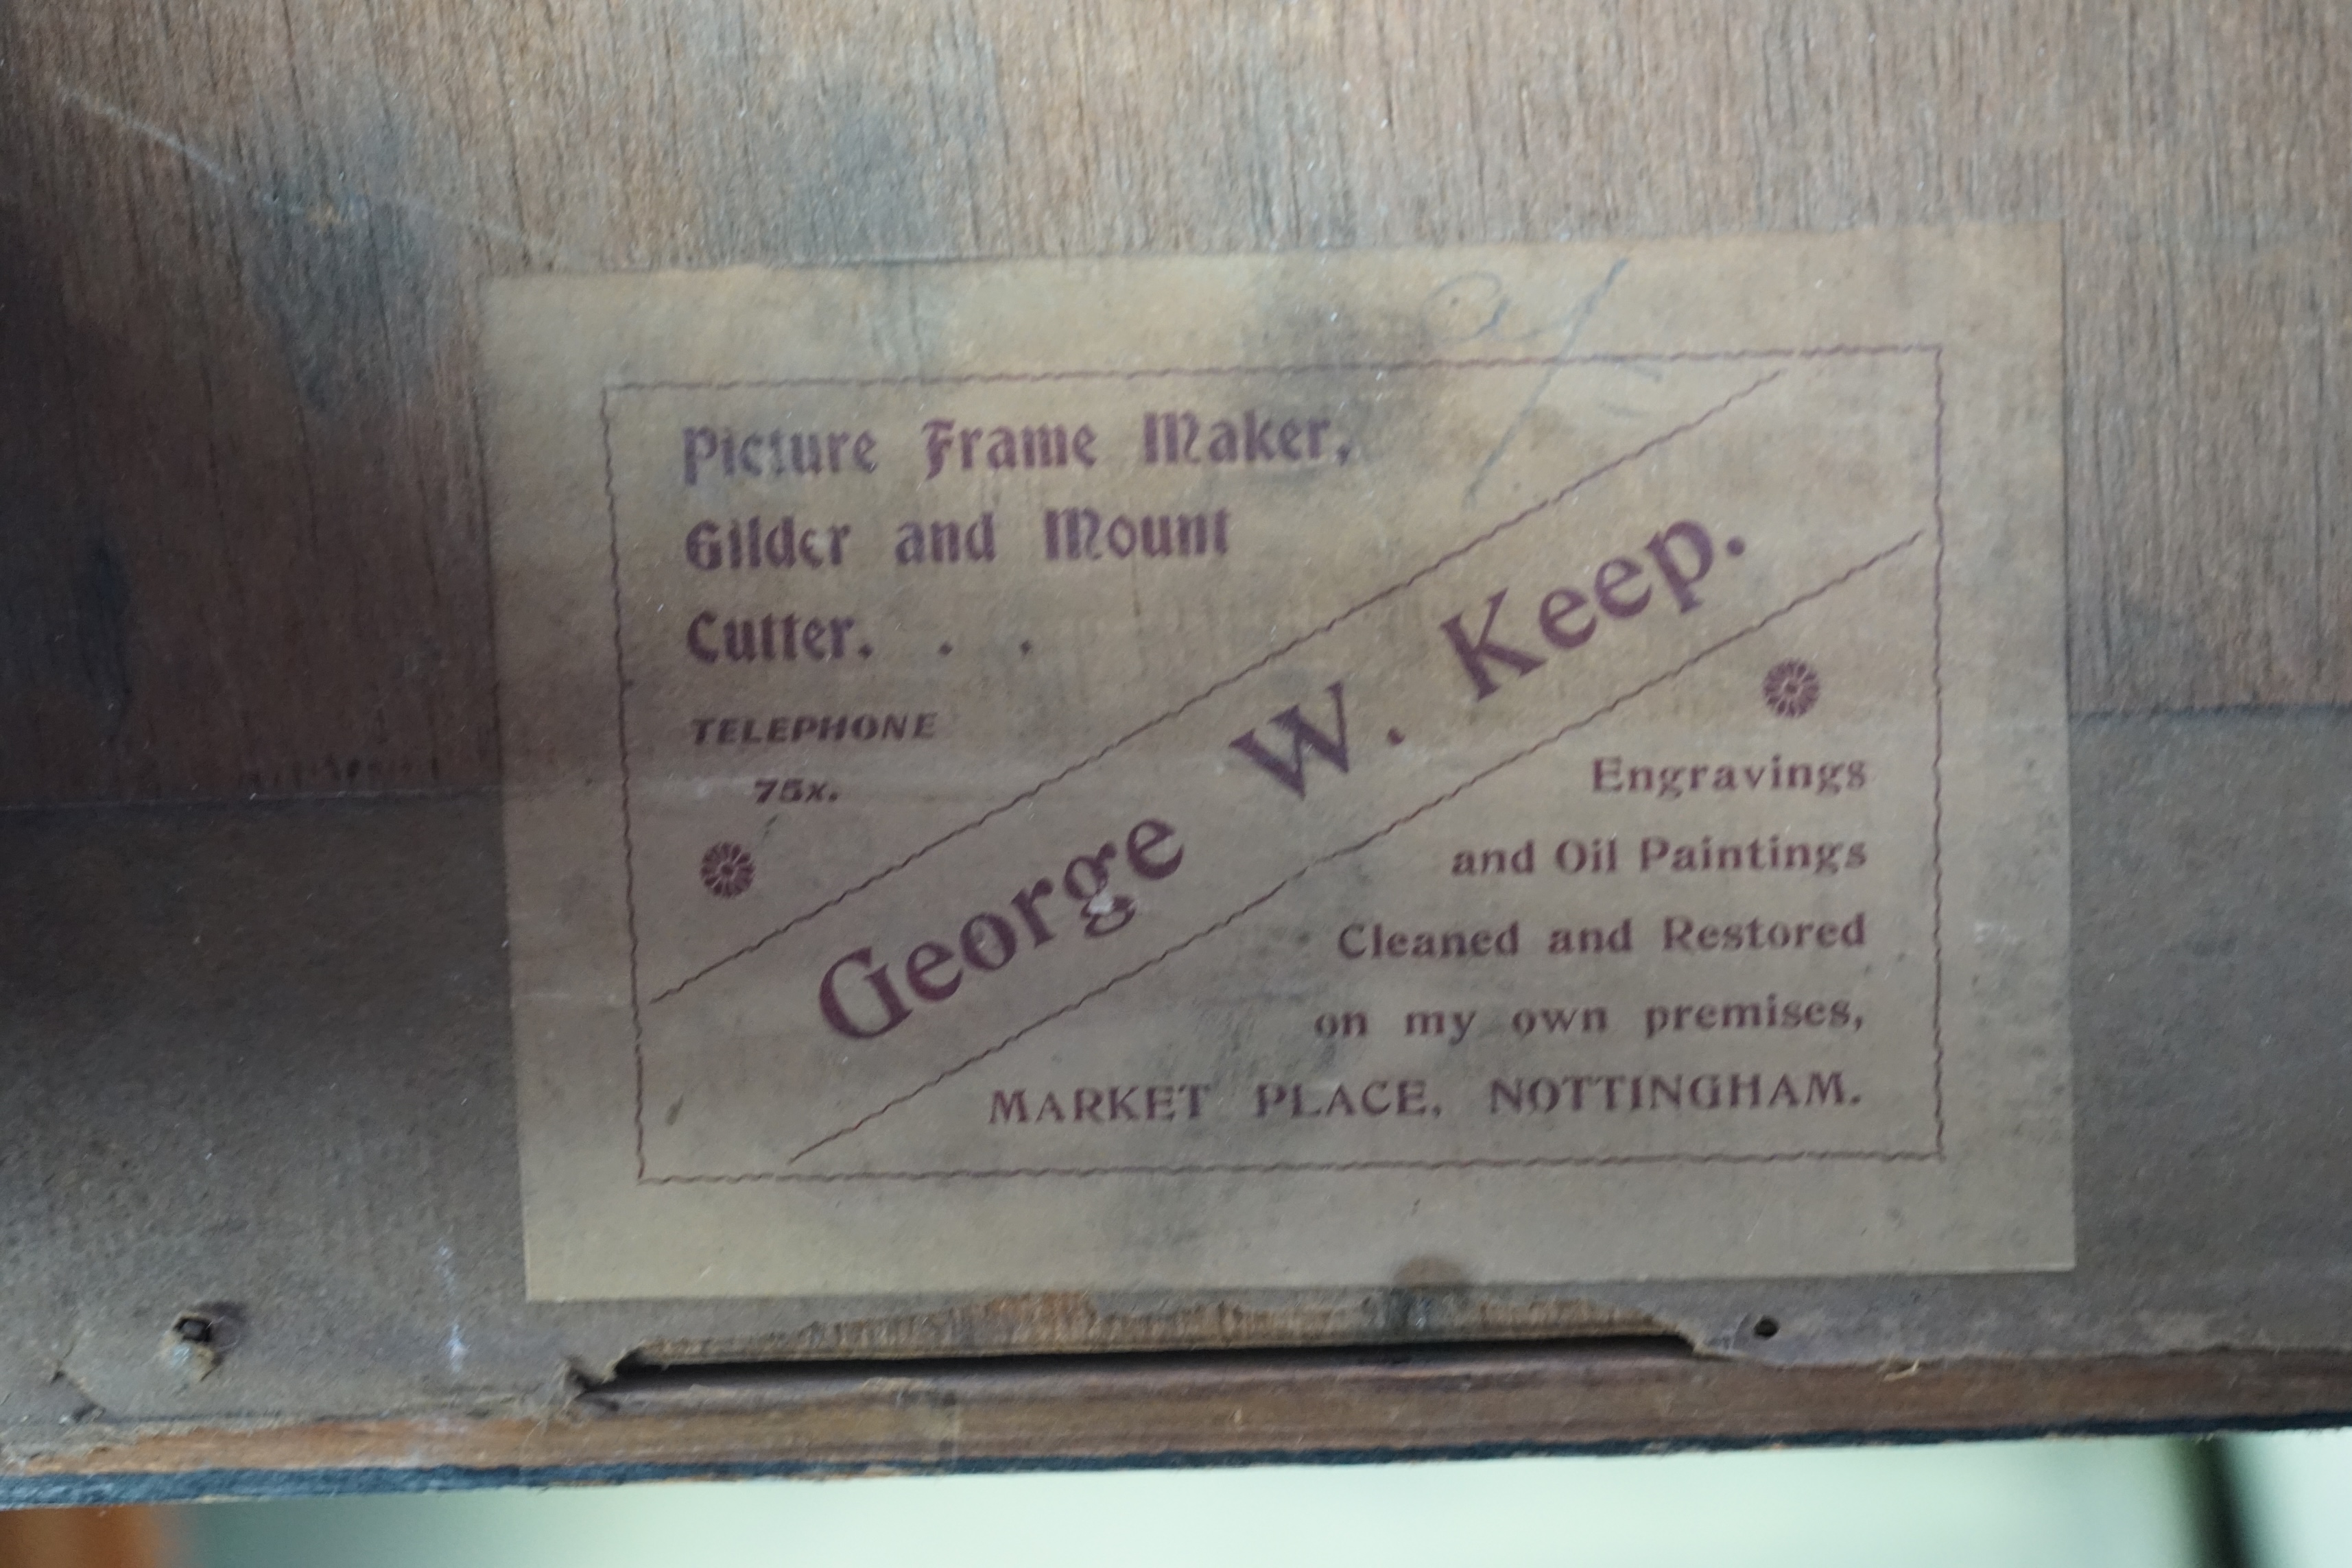 Picture Frame Maker,
Gilder and Mount
Cutter. . .
TELEPHONE
75x.
George W. Keep.
Engravings
and Oil Paintings
Cleaned and Restored
on my own premises,
MARKET PLACE, NOTTINGHAM.